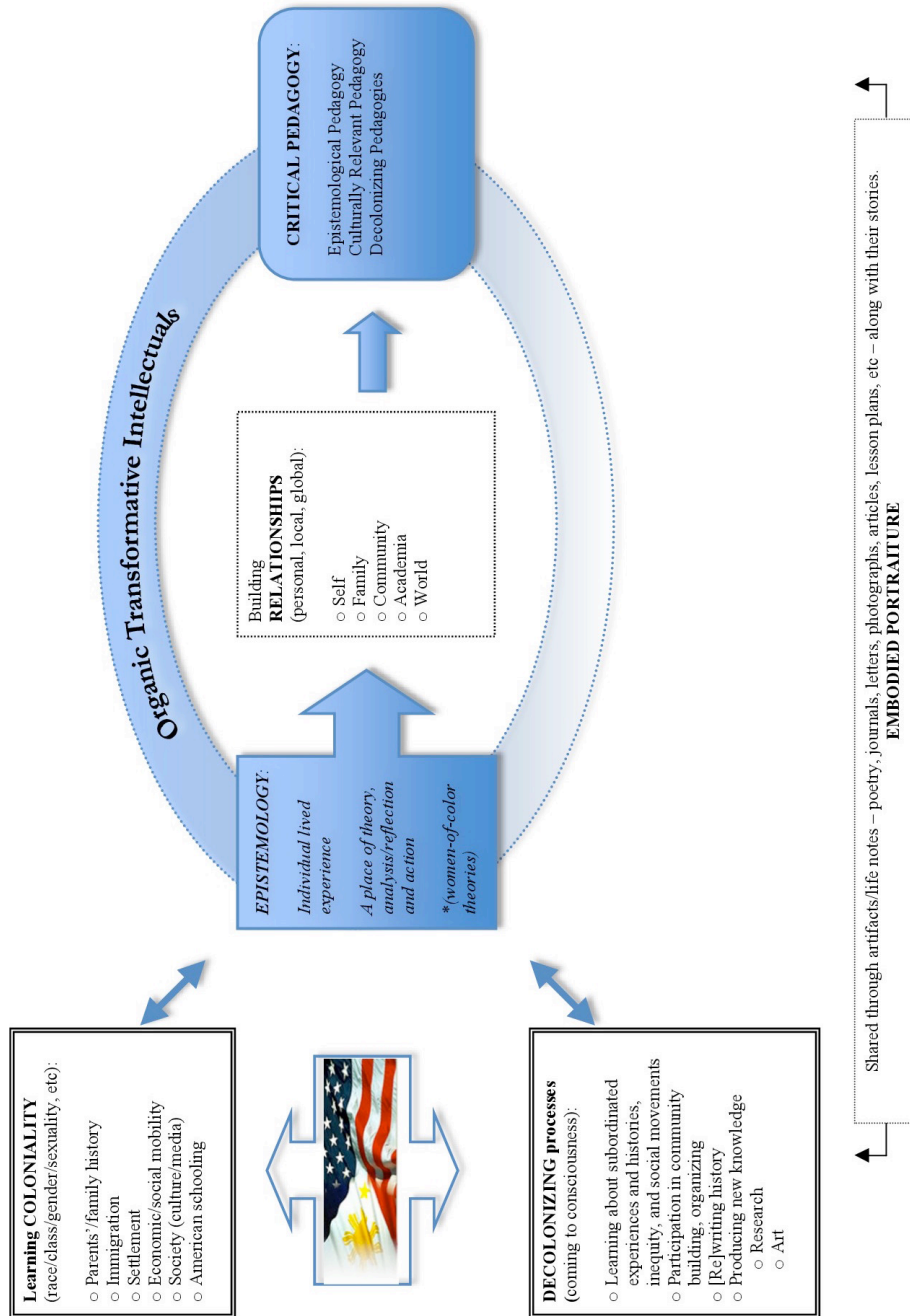 Learning COLONIALITY
(race/class/gender/sexuality, etc):
○ Parents'/family history
○ Immigration
○ Settlement
○ Economic/social mobility
○ Society (culture/media)
○ American schooling
DECOLONIZING processes
(coming to consciousness):
○ Learning about subordinated
experiences and histories,
inequity, and social movements
○ Participation in community
building, organizing
○ [Re]writing history
○ Producing new knowledge
○ Research
○ Art
EPISTEMOLOGY:
Individual lived
experience
A place of theory,
analysis/reflection
and action
*(women-of-color
theories)
Organic Transformative Intellectuals
Building
RELATIONSHIPS
(personal, local, global):
○ Self
○ Family
○ Community
○ Academia
○ World
CRITICAL PEDAGOGY:
Epistemological Pedagogy
Culturally Relevant Pedagogy
Decolonizing Pedagogies
Shared through artifacts/life notes – poetry, journals, letters, photographs, articles, lesson plans, etc – along with their stories.
EMBODIED PORTRAITURE